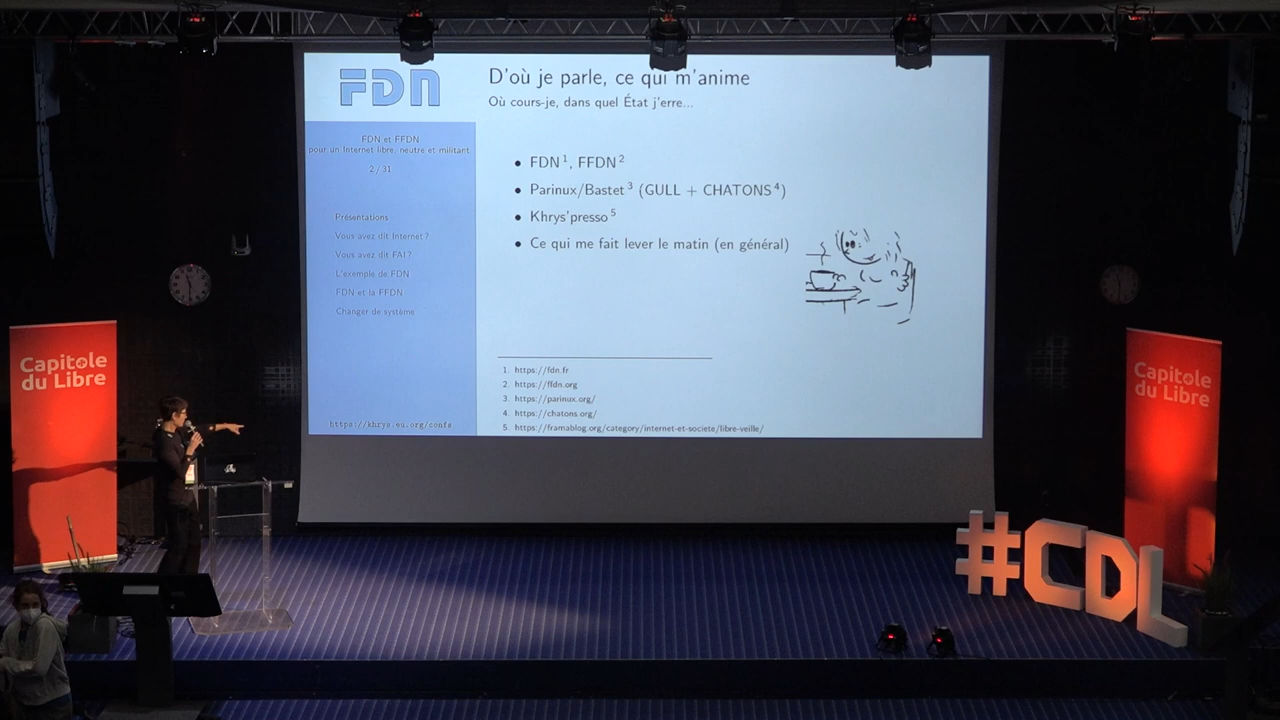 FDN
FDN et FFDN
pour un Internet libre, neutre et militant
2 / 31
Présentations
Vous avez dit Internet ?
Vous avez dit FAI ?
L'exemple de FDN
FDN et la FFDN
Changer de système
https://khrys.eu.org/confs
D'où je parle, ce qui m'anime
Où cours-je, dans quel État j'erre...
• FDN 1, FFDN 2
• Parinux/Bastet 3 (GULL + CHATONS 4)
• Khrys'presso 5
• Ce qui me fait lever le matin (en général)
1. https://fdn.fr
2. https://ffdn.org
3. https://parinux.org/
4. https://chatons.org/
5. https://framablog.org/category/internet-et-societe/libre-veille/
Capitole
du Libre
Capitole
du Libre
#CDL